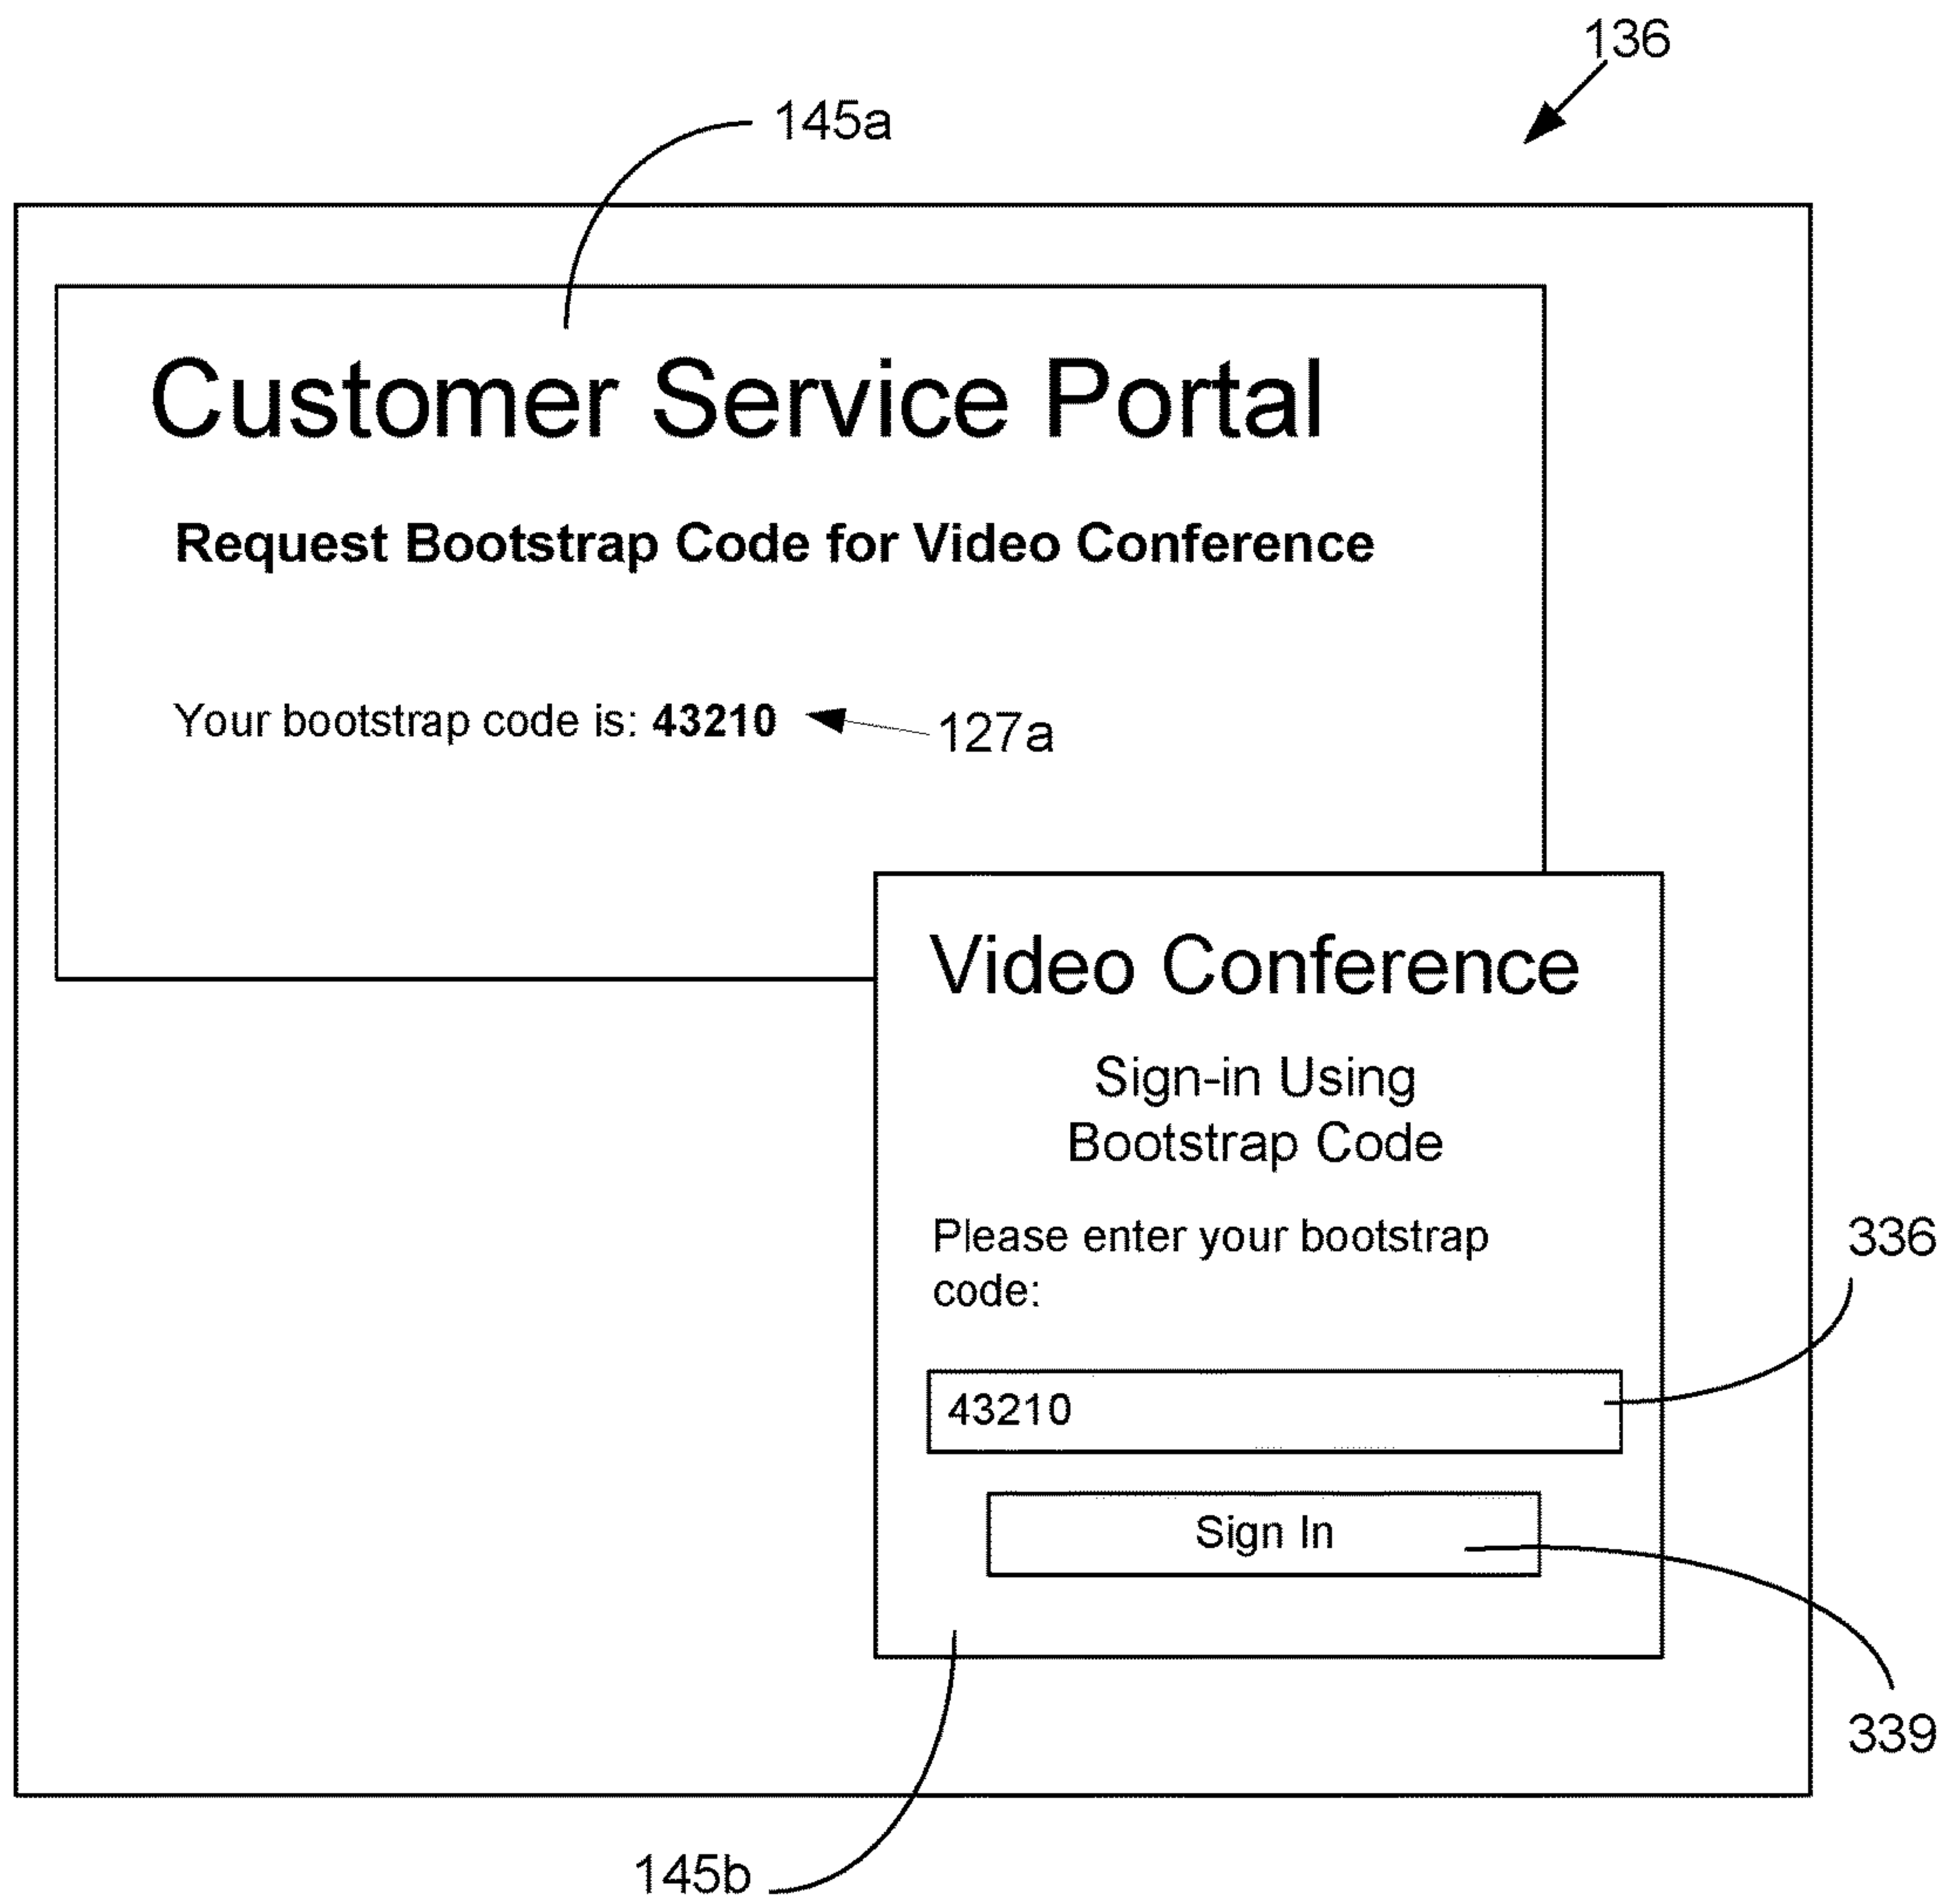 136
145a
Customer Service Portal
Request Bootstrap Code for Video Conference
Your bootstrap code is: 43210
127a
Video Conference
Sign-in Using
Bootstrap Code
Please enter your bootstrap
code:
336
43210
Sign In
339
145b